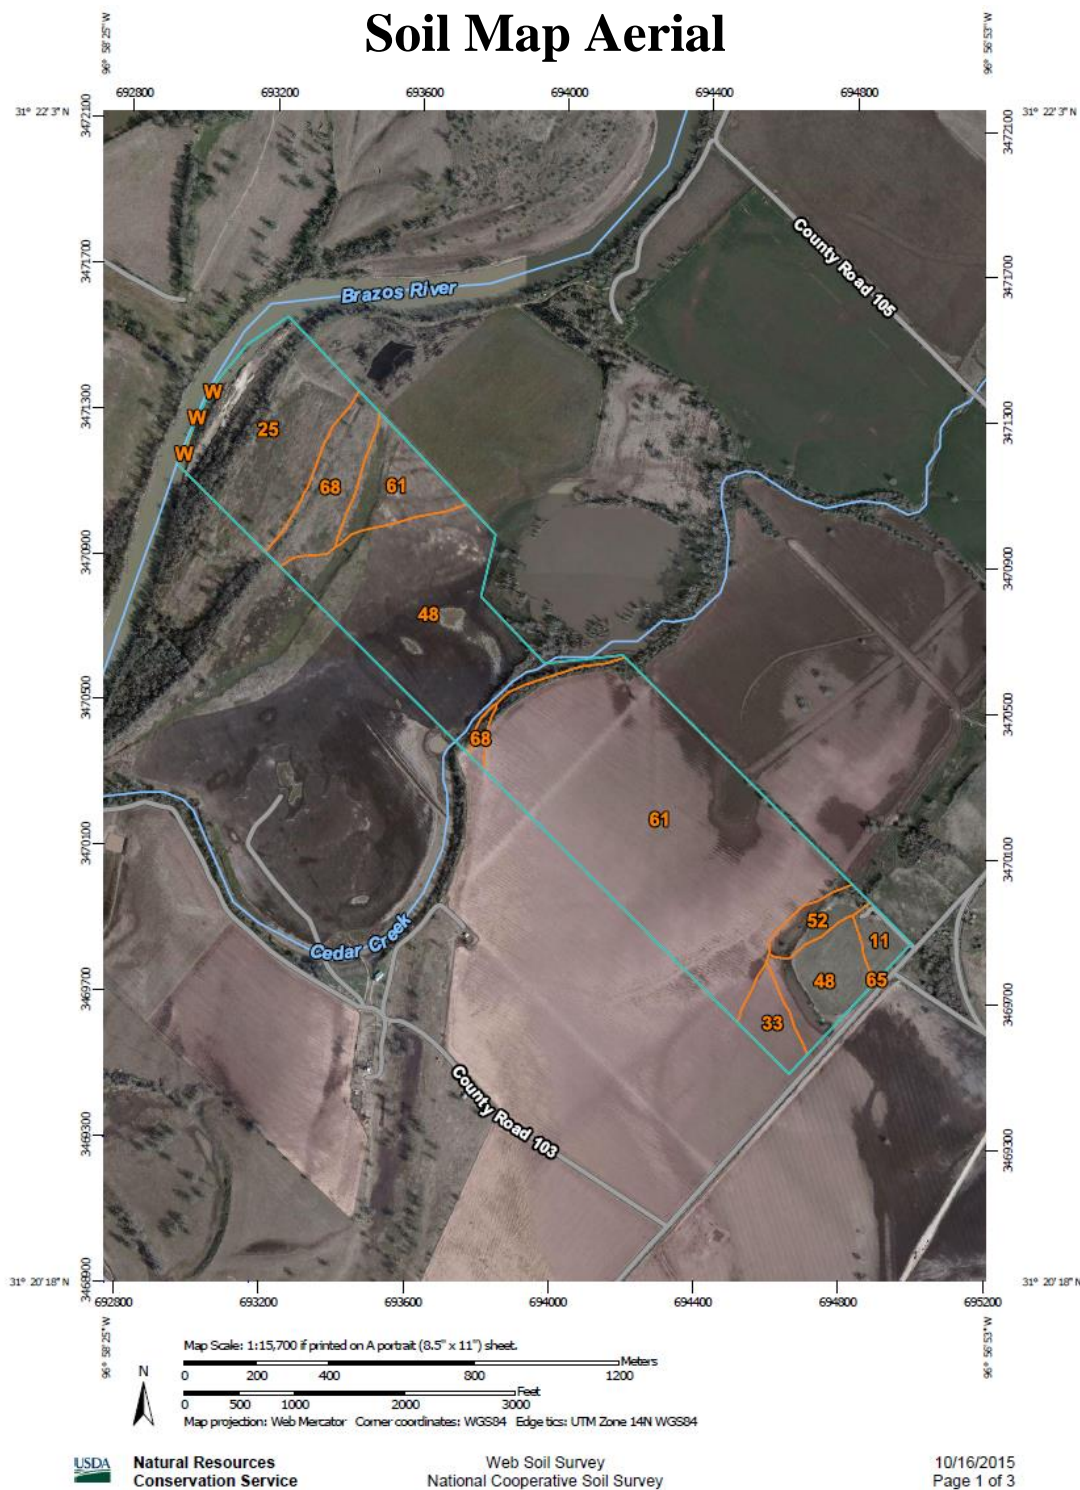 Soil Map Aerial
96° 58' 25" W
96° 56' 53" W
692800 693200 693600 694000 694400 694800
31° 22' 3" N
31° 22' 3" N
3472100
3472100
County Road 105
3471700
3471700
Brazos River
W
3471300
3471300
W
25
W
68 61
3470900
3470900
48
3470500
3470500
68
61
3470100
3470100
52
11
Cedar Creek
48 65
3469700
3469700
33
County Road 103
3469300
3469300
3468900
31° 20' 18" N
31° 20' 18" N
692800 693200 693600 694000 694400 694800 695200
96° 58' 25" W
96° 56' 53" W
Map Scale: 1:15,700 if printed on A portrait (8.5" x 11") sheet.
N
Meters
0 200 400 800 1200
Feet
0 500 1000 2000 3000
Map projection: Web Mercator Corner coordinates: WGS84 Edge tics: UTM Zone 14N WGS84
USDA
Natural Resources
Conservation Service
Web Soil Survey
National Cooperative Soil Survey
10/16/2015
Page 1 of 3